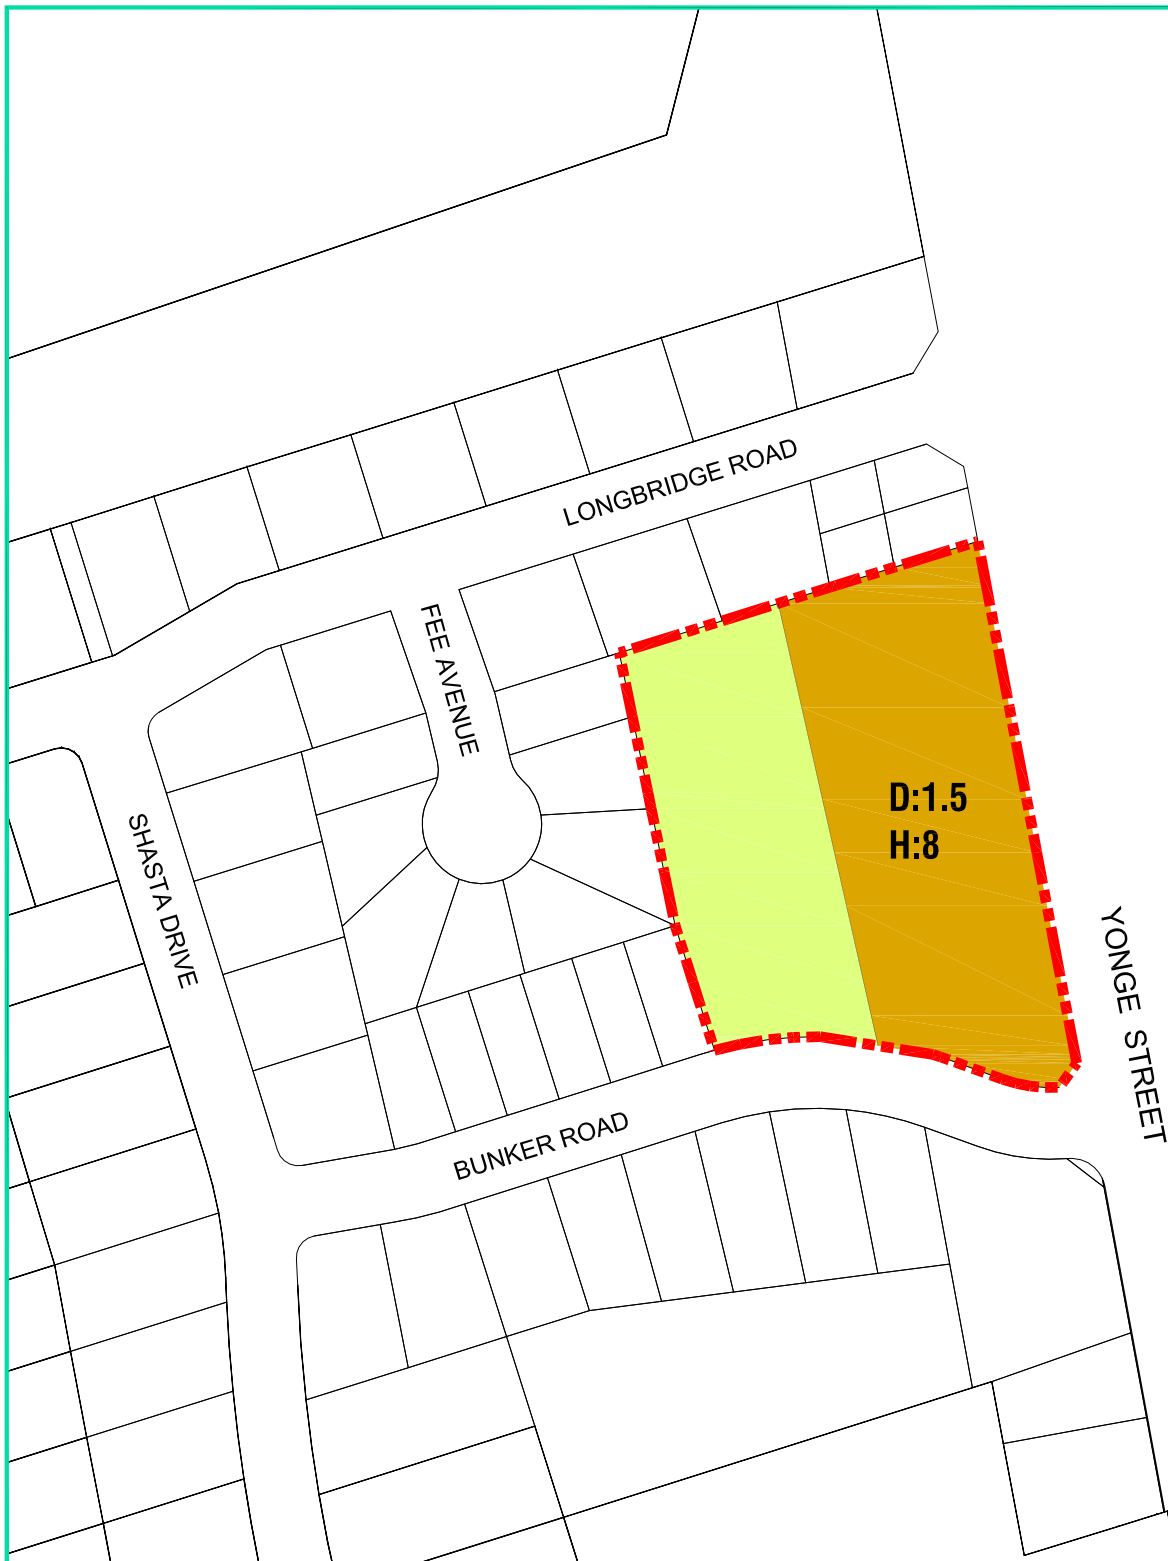 LONGBRIDGE ROAD
FEE AVENUE
D:1.5
H:8
SHASTA DRIVE
YONGE STREET
BUNKER ROAD